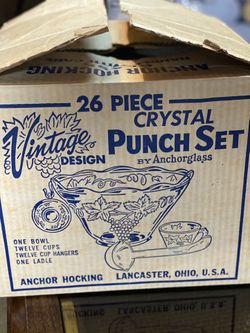 ANCHOR HOCKING
26 PIECE
CRYSTAL
Vintage
DESIGN
PUNCH SET
BY Anchorglass
ONE BOWL
TWELVE CUPS
TWELVE CUP HANGERS
ONE LADLE
ANCHOR HOCKING LANCASTER, OHIO, U.S.A.